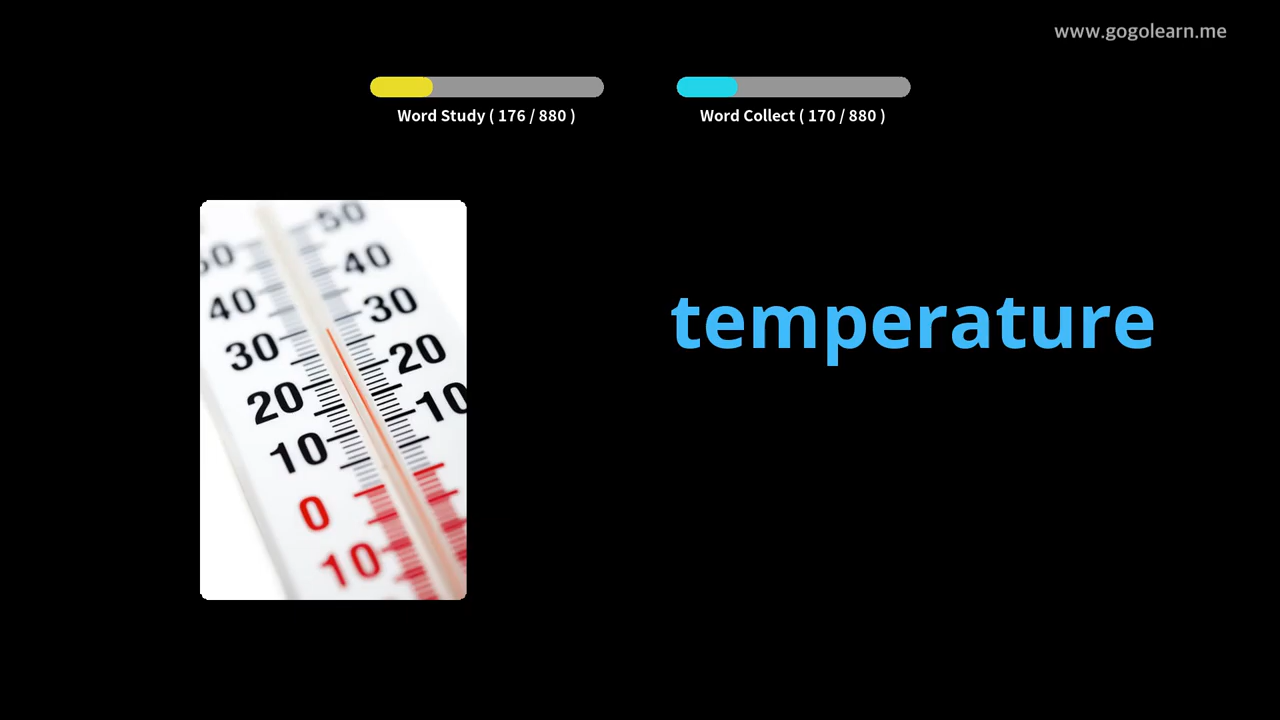 www.gogolearn.me
Word Study ( 176 / 880 )
Word Collect ( 170 / 880 )
50
40 40
30 30
20 20
10 10
0
10
temperature